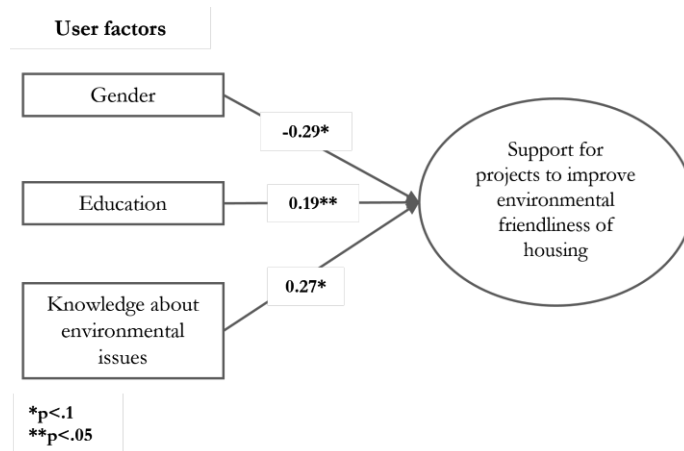 User factors
Gender
-0.29*
Support for
projects to improve
environmental
friendliness of
housing
Education
0.19**
0.27*
Knowledge about
environmental
issues
*p<.1
**p<.05